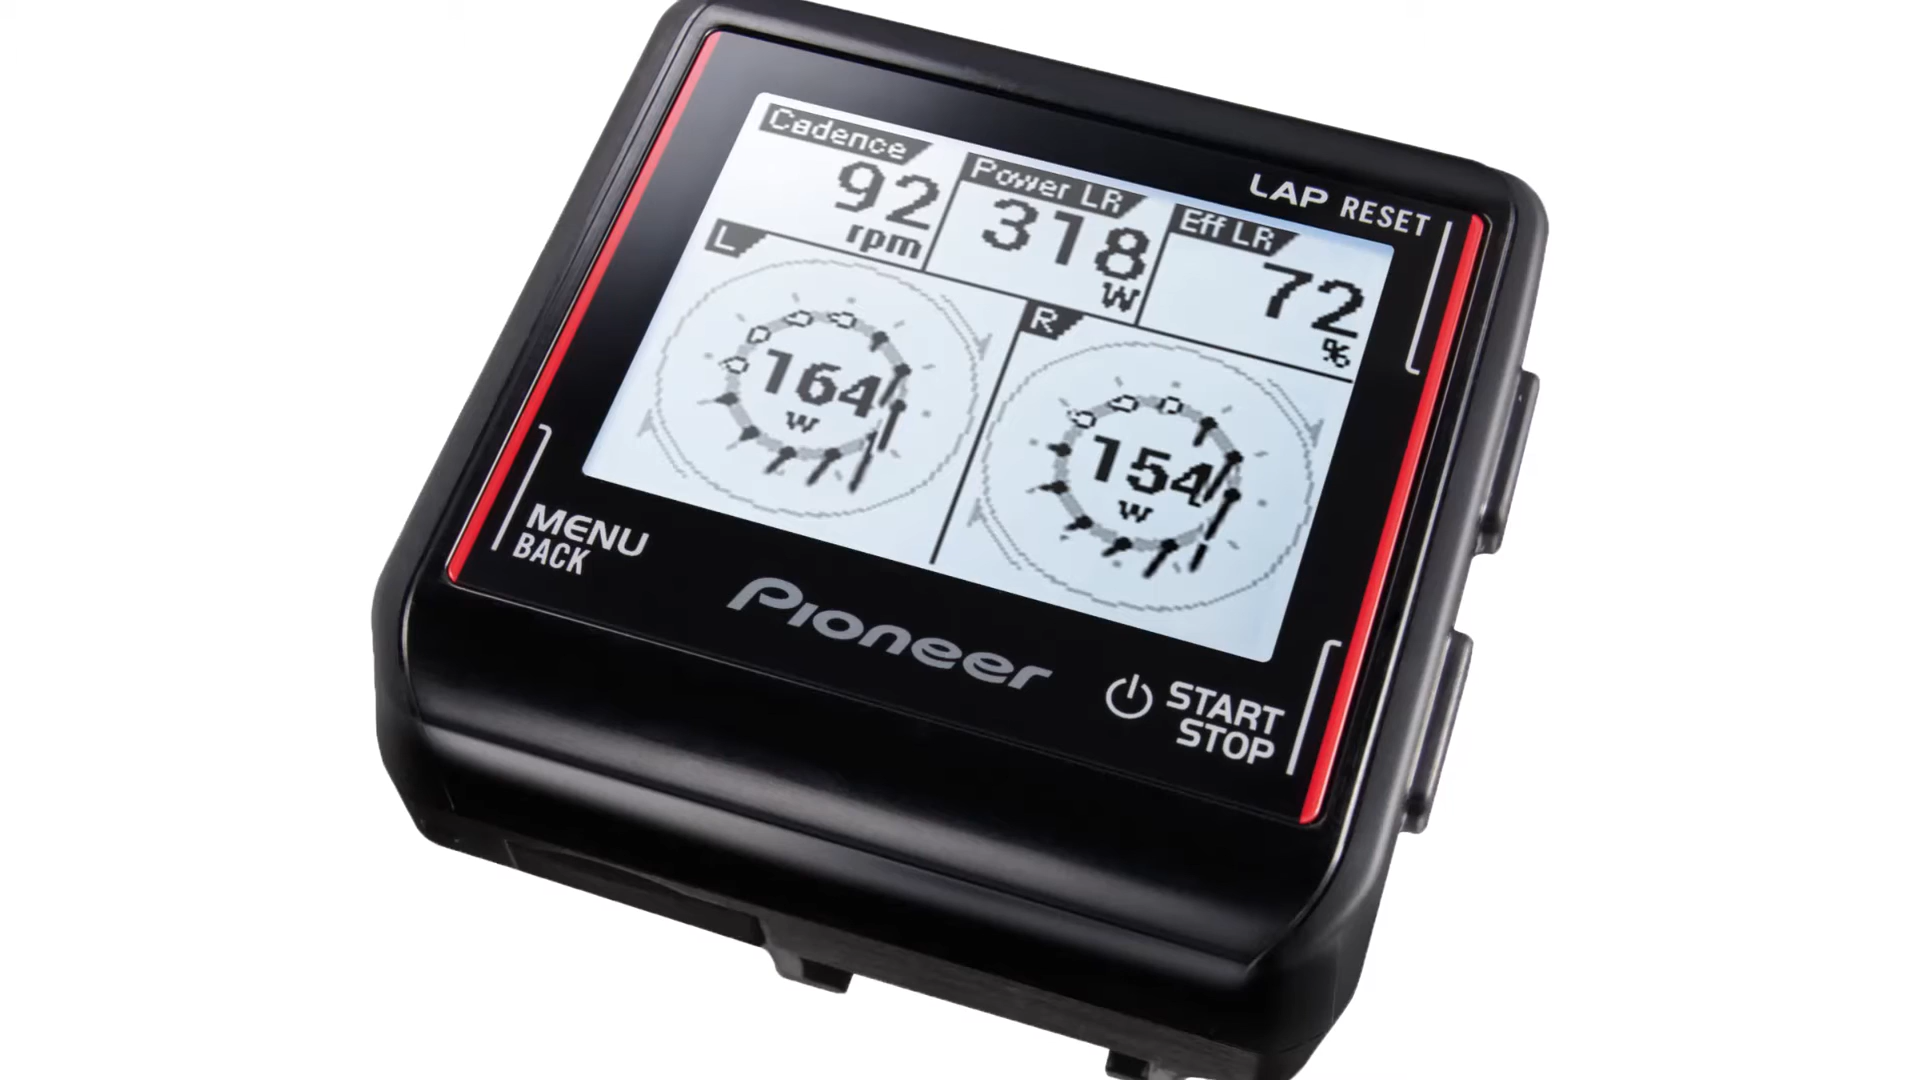 Cadence
92
rpm
Power LR
318
W
Eff LR
72
%
L
164
W
R
154
W
LAP RESET
MENU
BACK
Pioneer
START
STOP